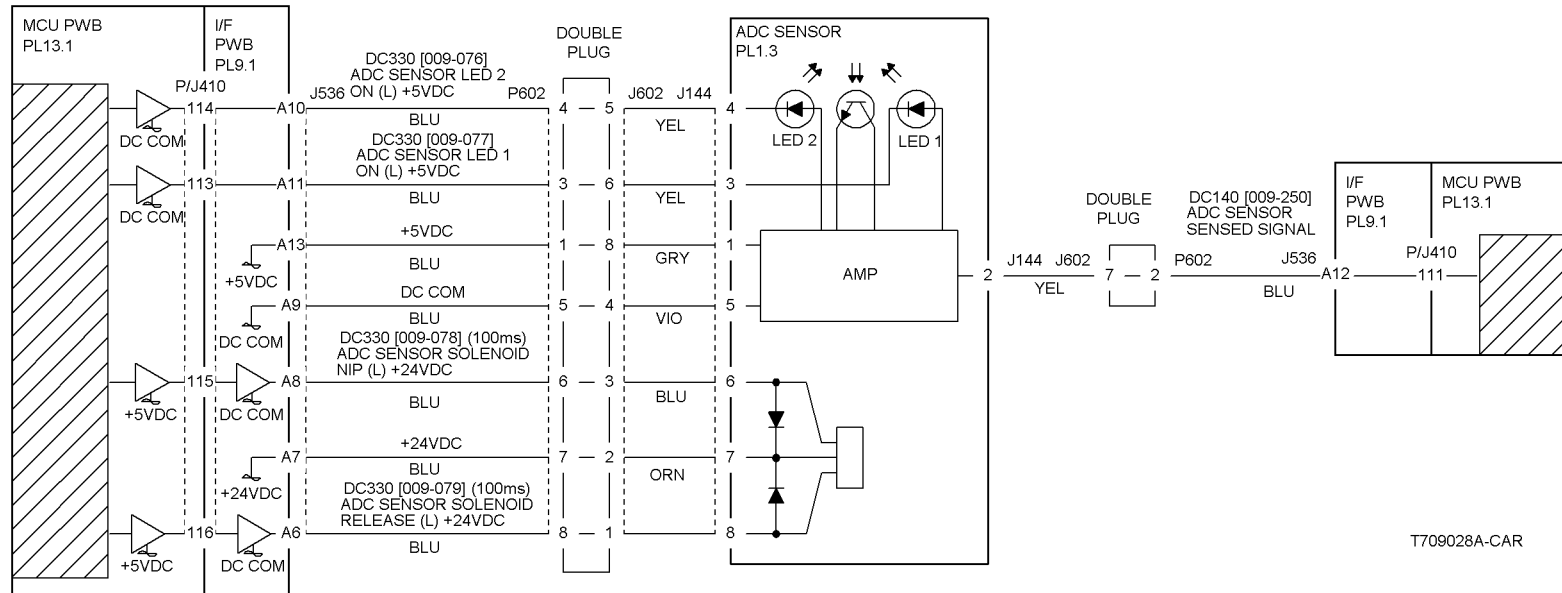 MCU PWB
PL13.1
I/F
PWB
PL9.1
P/J410
DC330 [009-076]
ADC SENSOR LED 2
J536 ON (L) +5VDC
P602
DOUBLE
PLUG
J602 J144
ADC SENSOR
PL1.3
114 A10 BLU 4 5 YEL 4
DC COM
LED 2 LED 1
DC330 [009-077]
ADC SENSOR LED 1
ON (L) +5VDC
113 A11 BLU 3 6 YEL 3
DC COM
+5VDC
A13 BLU 1 8 GRY 1
+5VDC
AMP
DC COM
A9 BLU 5 4 VIO 5
DC COM
DC330 [009-078] (100ms)
ADC SENSOR SOLENOID
NIP (L) +24VDC
115 A8 BLU 6 3 BLU 6
+5VDC DC COM
+24VDC
A7 BLU 7 2 ORN 7
+24VDC
DC330 [009-079] (100ms)
ADC SENSOR SOLENOID
RELEASE (L) +24VDC
116 A6 BLU 8 1 8
+5VDC DC COM
2 J144 J602
YEL
DOUBLE
PLUG
7 2
P602
DC140 [009-250]
ADC SENSOR
SENSED SIGNAL
J536
BLU
A12
I/F
PWB
PL9.1
P/J410
111
MCU PWB
PL13.1
T709028A-CAR